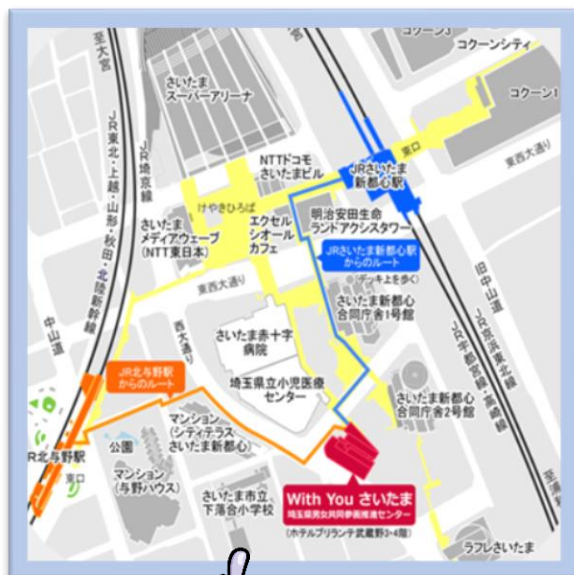 至大宮
JR東北・上越・山形・秋田・北陸新幹線
JR埼京線
さいたま
スーパーアリーナ
コクーンシティ
コクーン1
東口
東西大通り
NTTドコモ
さいたまビル
JRさいたま
新都心駅
けやきひろば
さいたま
メディアウェーブ
(NTT東日本)
エクセル
シオール
カフェ
明治安田生命
ランドアクシスタワー
JRさいたま新都心駅
からのルート
(デッキ上を歩く)
旧中山道
中山道
東西大通り
西大通り
さいたま赤十字
病院
さいたま新都心
合同庁舎1号館
JR京浜東北線
JR宇都宮線・高崎線
JR北与野駅
からのルート
埼玉県立小児医療
センター
さいたま新都心
合同庁舎2号館
R北与野駅
東口
公園
マンション
(シティテラス
さいたま新都心)
マンション
(与野ハウス)
さいたま市立
下落合小学校
With You さいたま
埼玉県男女共同参画推進センター
(ホテルブリランテ武蔵野3・4階)
ラフレさいたま